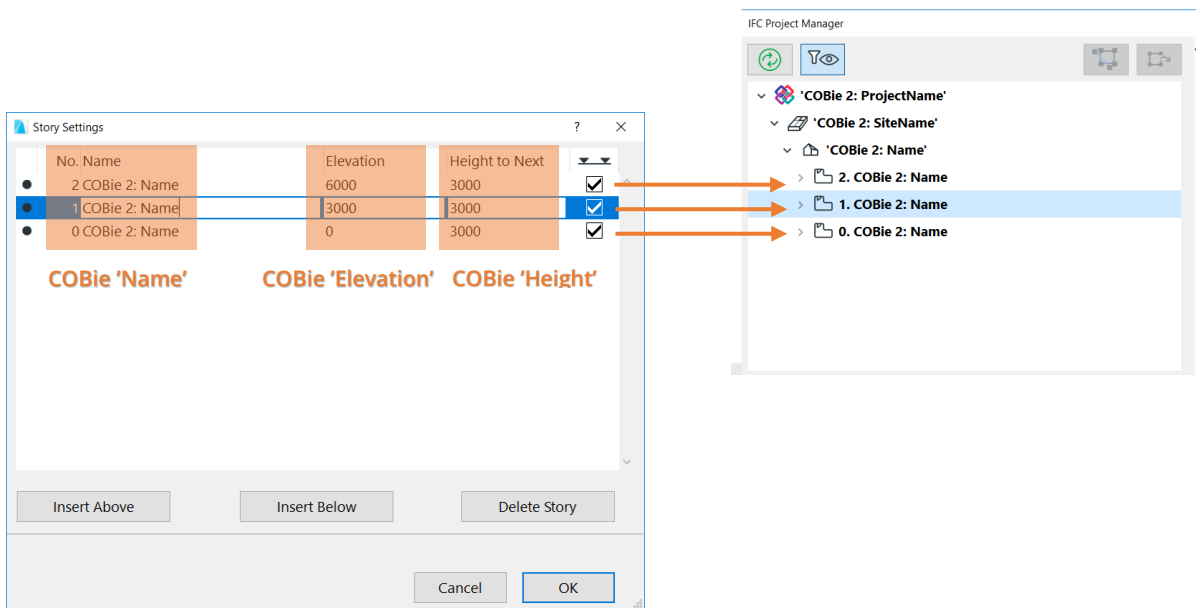 Story Settings
?
No. Name Elevation Height to Next
2 COBie 2: Name 6000 3000
1 COBie 2: Name 3000 3000
0 COBie 2: Name 0 3000
COBie ‘Name’ COBie ‘Elevation’ COBie ‘Height’
Insert Above Insert Below Delete Story
Cancel OK
IFC Project Manager
'COBie 2: ProjectName'
'COBie 2: SiteName'
'COBie 2: Name'
2. COBie 2: Name
1. COBie 2: Name
0. COBie 2: Name